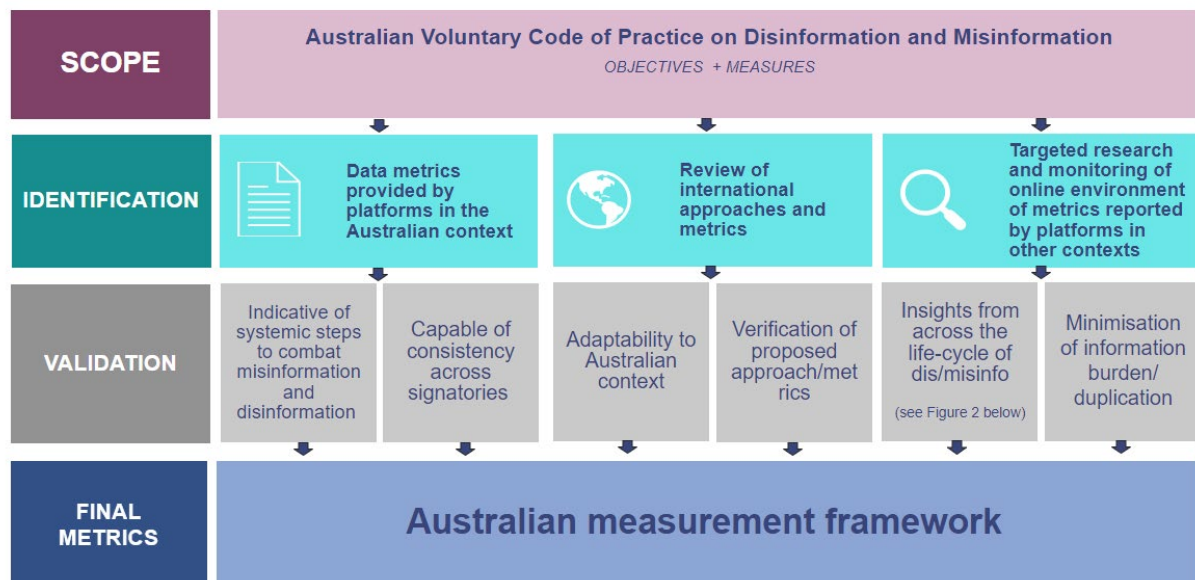 SCOPE
Australian Voluntary Code of Practice on Disinformation and Misinformation
OBJECTIVES + MEASURES
IDENTIFICATION
Data metrics
provided by
platforms in the
Australian context
Review of
international
approaches and
metrics
Targeted research
and monitoring of
online environment
of metrics reported
by platforms in
other contexts
VALIDATION
Indicative of
systemic steps
to combat
misinformation
and
disinformation
Capable of
consistency
across
signatories
Adaptability to
Australian
context
Verification of
proposed
approach/met
rics
Insights from
across the
life-cycle of
dis/misinfo
(see Figure 2 below)
Minimisation
of information
burden/
duplication
FINAL
METRICS
Australian measurement framework